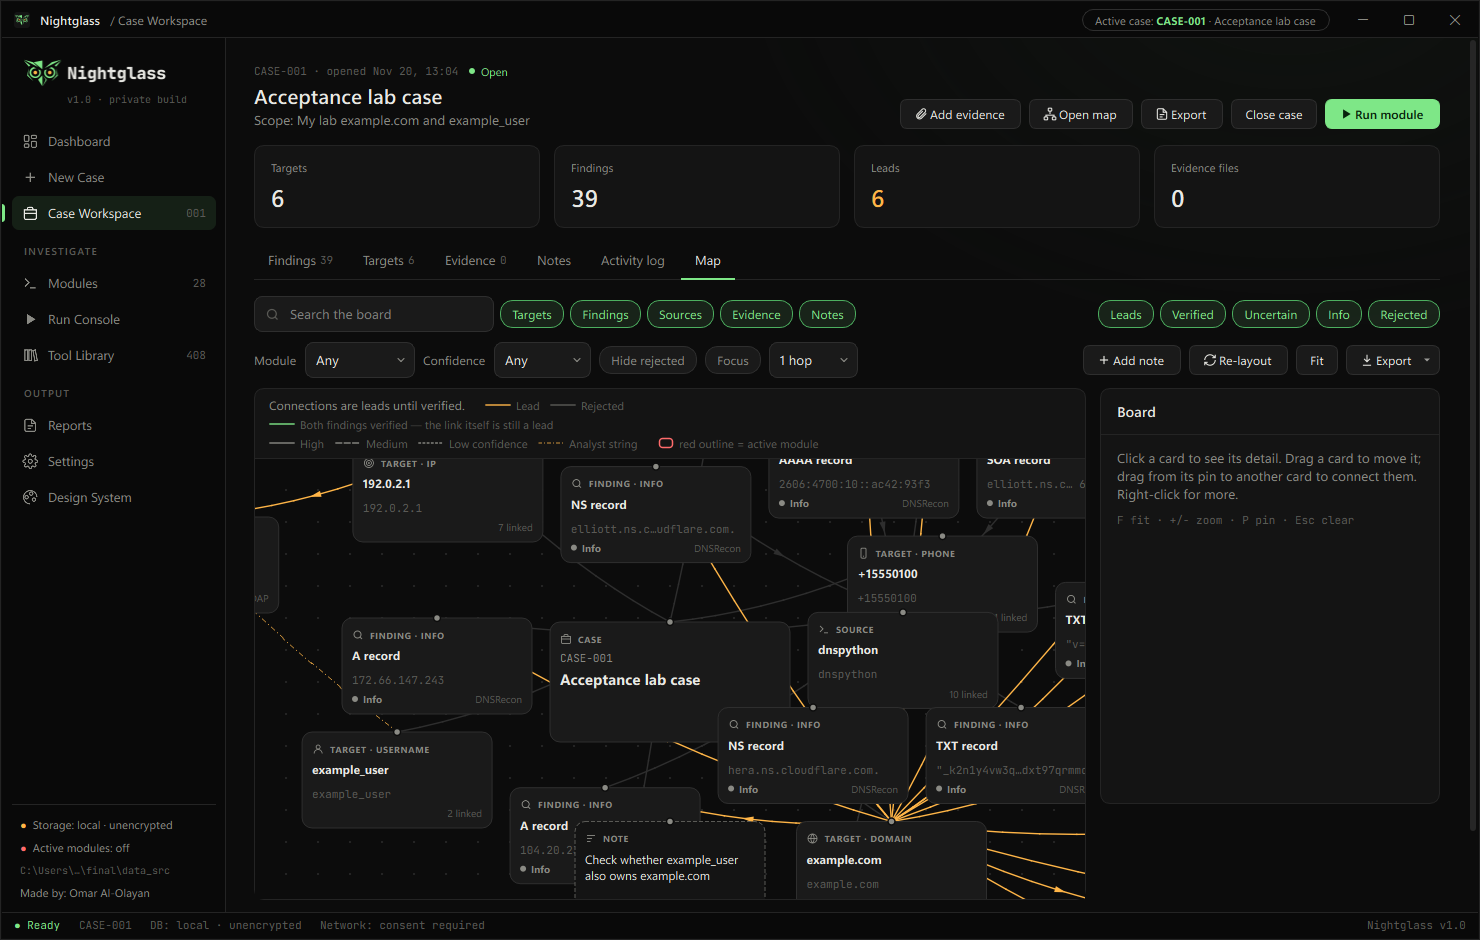 Nightglass / Case Workspace
Active case: CASE-001 · Acceptance lab case
Nightglass
v1.0 · private build
Dashboard
New Case
Case Workspace 001
INVESTIGATE
Modules 28
Run Console
Tool Library 408
OUTPUT
Reports
Settings
Design System
Storage: local · unencrypted
Active modules: off
C:\Users\…\final\data_src
Made by: Omar Al-Olayan
CASE-001 · opened Nov 20, 13:04 Open
Acceptance lab case
Scope: My lab example.com and example_user
Add evidence
Open map
Export
Close case
Run module
Targets
6
Findings
39
Leads
6
Evidence files
0
Findings 39
Targets 6
Evidence 0
Notes
Activity log
Map
Search the board
Targets
Findings
Sources
Evidence
Notes
Leads
Verified
Uncertain
Info
Rejected
Module Any
Confidence Any
Hide rejected
Focus
1 hop
+ Add note
Re-layout
Fit
Export
Connections are leads until verified. Lead Rejected
Both findings verified — the link itself is still a lead
High Medium Low confidence Analyst string red outline = active module
TARGET · IP
192.0.2.1
192.0.2.1
7 linked
FINDING · INFO
NS record
elliott.ns.c…udflare.com.
Info DNSRecon
AAAA record
2606:4700:10::ac42:93f3
Info DNSRecon
SOA record
elliott.ns.c… 6
Info
TARGET · PHONE
+15550100
+15550100
linked
FINDING · INFO
A record
172.66.147.243
Info DNSRecon
CASE
CASE-001
Acceptance lab case
SOURCE
dnspython
dnspython
10 linked
TXT
"v=
TARGET · USERNAME
example_user
example_user
2 linked
FINDING · INFO
NS record
hera.ns.cloudflare.com.
Info DNSRecon
FINDING · INFO
TXT record
"_k2n1y4vw3q…dxt97qrmmc
Info DNSR
FINDING · INFO
A record
104.20.2
Info
NOTE
Check whether example_user
also owns example.com
TARGET · DOMAIN
example.com
example.com
Board
Click a card to see its detail. Drag a card to move it;
drag from its pin to another card to connect them.
Right-click for more.
F fit · +/- zoom · P pin · Esc clear
Ready CASE-001 DB: local · unencrypted Network: consent required
Nightglass v1.0